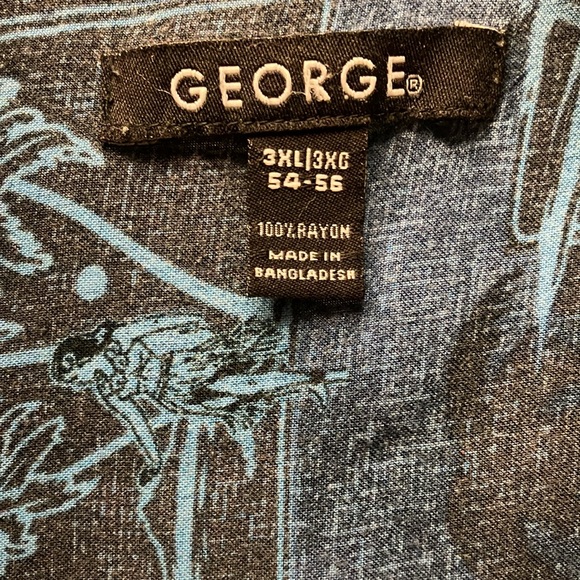 GEORGE®
3XL/3XG
54-56
100% RAYON
MADE IN
BANGLADESH